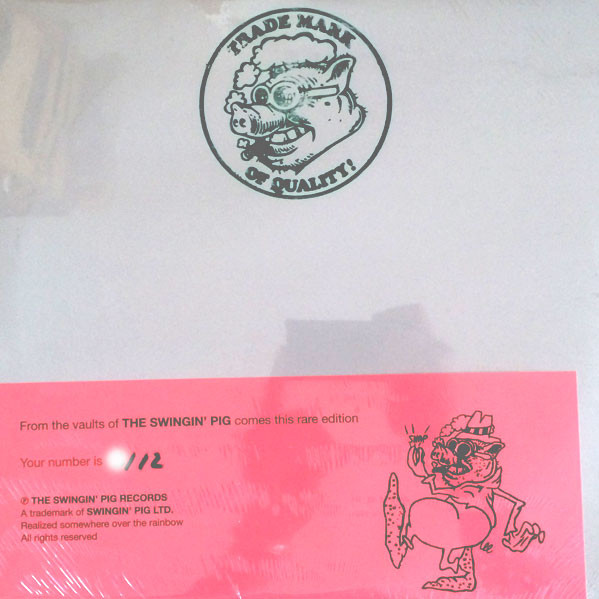 TRADE MARK
OF QUALITY!
From the vaults of THE SWINGIN' PIG comes this rare edition
Your number is /112
℗ THE SWINGIN' PIG RECORDS
A trademark of SWINGIN' PIG LTD.
Realized somewhere over the rainbow
All rights reserved